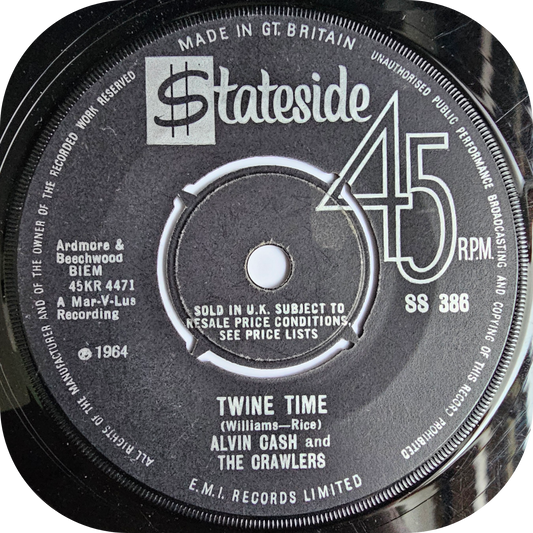 MADE IN GT. BRITAIN
$tateside
45
R.P.M.
Ardmore &
Beechwood
BIEM
45KR 4471
A Mar-V-Lus
Recording
℗ 1964
SS 386
SOLD IN U.K. SUBJECT TO
RESALE PRICE CONDITIONS,
SEE PRICE LISTS
TWINE TIME
(Williams—Rice)
ALVIN CASH and
THE CRAWLERS
E.M.I. RECORDS LIMITED
ALL RIGHTS OF THE MANUFACTURER AND OF THE OWNER OF THE RECORDED WORK RESERVED
UNAUTHORISED PUBLIC PERFORMANCE BROADCASTING AND COPYING OF THIS RECORD PROHIBITED